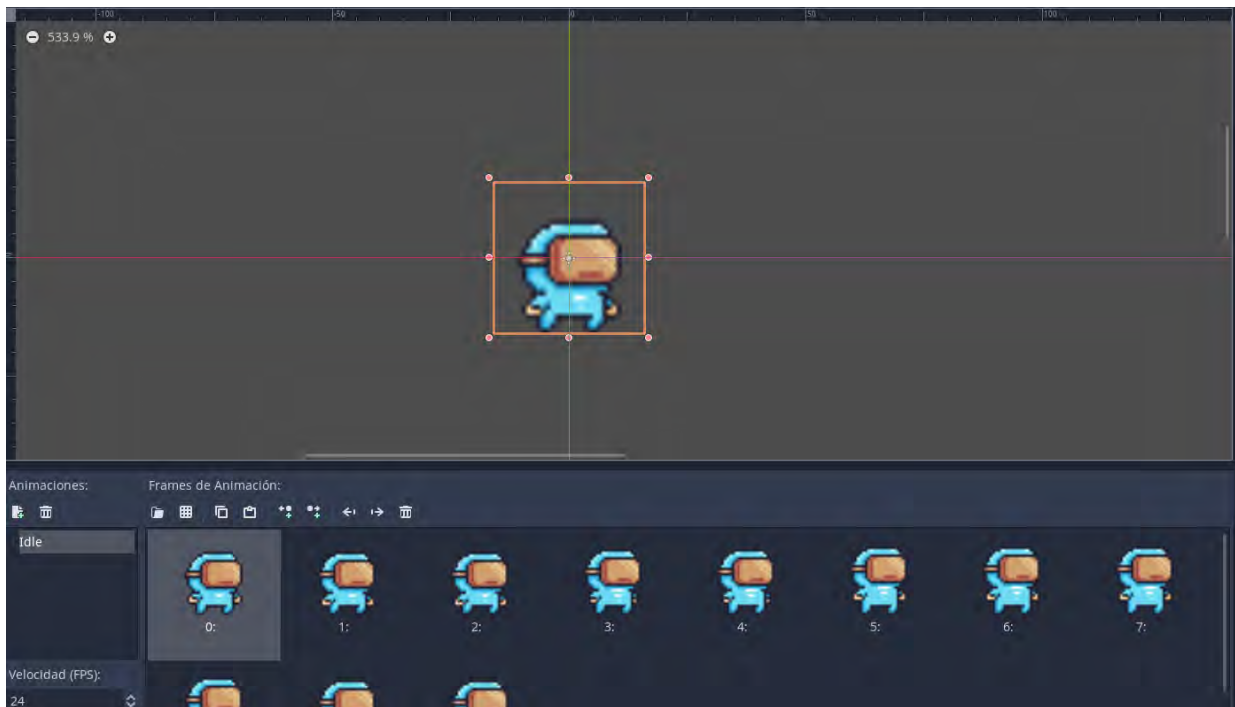 -100 -50 0 50 100
533.9 %
Animaciones:
Frames de Animación:
Idle
0: 1: 2: 3: 4: 5: 6: 7:
Velocidad (FPS):
24